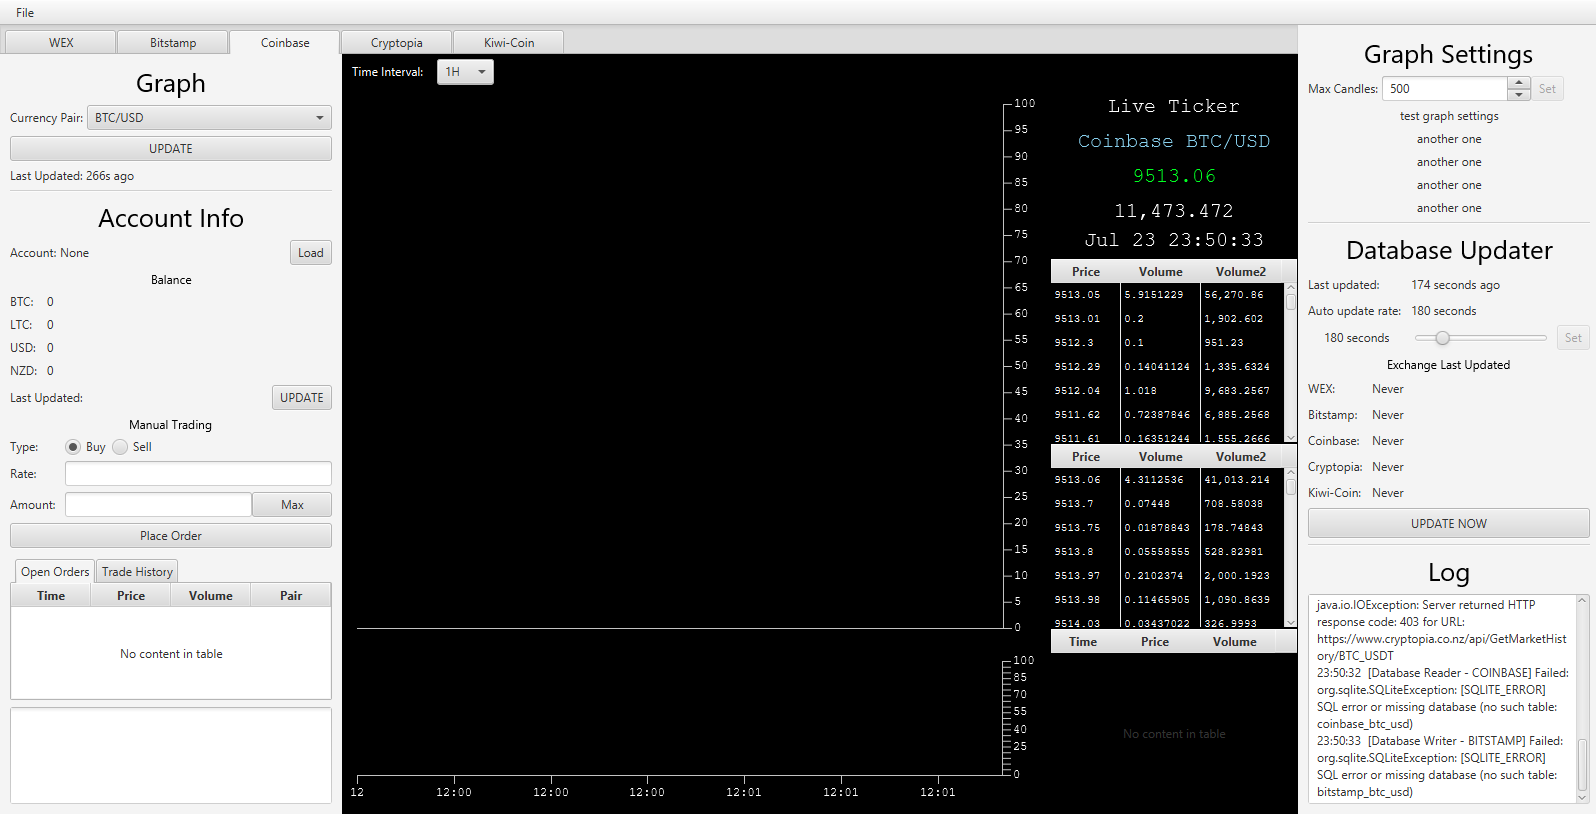 File
WEX
Bitstamp
Coinbase
Cryptopia
Kiwi-Coin
Graph
Currency Pair: BTC/USD
UPDATE
Last Updated: 266s ago
Account Info
Account: None
Load
Balance
BTC: 0
LTC: 0
USD: 0
NZD: 0
Last Updated:
UPDATE
Manual Trading
Type: Buy Sell
Rate:
Amount:
Max
Place Order
Open Orders
Trade History
Time Price Volume Pair
No content in table
Time Interval: 1H
100
95
90
85
80
75
70
65
60
55
50
45
40
35
30
25
20
15
10
5
0
100
85
70
55
40
25
0
12 12:00 12:00 12:00 12:01 12:01 12:01
Live Ticker
Coinbase BTC/USD
9513.06
11,473.472
Jul 23 23:50:33
Price Volume Volume2
9513.05 5.9151229 56,270.86
9513.01 0.2 1,902.602
9512.3 0.1 951.23
9512.29 0.14041124 1,335.6324
9512.04 1.018 9,683.2567
9511.62 0.72387846 6,885.2568
9511.61 0.16351244 1,555.2666
Price Volume Volume2
9513.06 4.3112536 41,013.214
9513.7 0.07448 708.58038
9513.75 0.01878843 178.74843
9513.8 0.05558555 528.82981
9513.97 0.2102374 2,000.1923
9513.98 0.11465905 1,090.8639
9514.03 0.03437022 326.9993
Time Price Volume
No content in table
Graph Settings
Max Candles: 500 Set
test graph settings
another one
another one
another one
another one
Database Updater
Last updated: 174 seconds ago
Auto update rate: 180 seconds
180 seconds Set
Exchange Last Updated
WEX: Never
Bitstamp: Never
Coinbase: Never
Cryptopia: Never
Kiwi-Coin: Never
UPDATE NOW
Log
java.io.IOException: Server returned HTTP
response code: 403 for URL:
https://www.cryptopia.co.nz/api/GetMarketHist
ory/BTC_USDT
23:50:32 [Database Reader - COINBASE] Failed:
org.sqlite.SQLiteException: [SQLITE_ERROR]
SQL error or missing database (no such table:
coinbase_btc_usd)
23:50:33 [Database Writer - BITSTAMP] Failed:
org.sqlite.SQLiteException: [SQLITE_ERROR]
SQL error or missing database (no such table:
bitstamp_btc_usd)